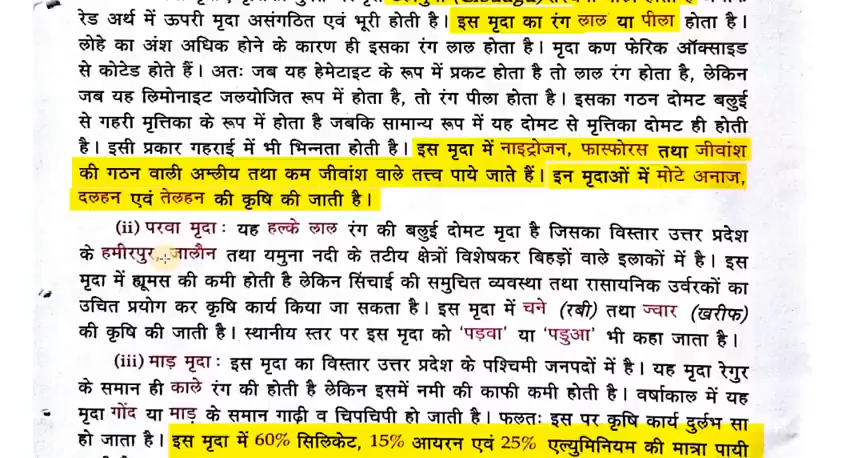 रेड अर्थ में ऊपरी मृदा असंगठित एवं भूरी होती है। इस मृदा का रंग लाल या पीला होता है।
लोहे का अंश अधिक होने के कारण ही इसका रंग लाल होता है। मृदा कण फेरिक ऑक्साइड
से कोटेड होते हैं। अतः जब यह हेमेटाइट के रूप में प्रकट होता है तो लाल रंग होता है, लेकिन
जब यह लिमोनाइट जलयोजित रूप में होता है, तो रंग पीला होता है। इसका गठन दोमट बलुई
से गहरी मृत्तिका के रूप में होता है जबकि सामान्य रूप में यह दोमट से मृत्तिका दोमट ही होती
है। इसी प्रकार गहराई में भी भिन्नता होती है। इस मृदा में नाइट्रोजन, फास्फोरस तथा जीवांश
की गठन वाली अम्लीय तथा कम जीवांश वाले तत्त्व पाये जाते हैं। इन मृदाओं में मोटे अनाज,
दलहन एवं तेलहन की कृषि की जाती है।
(ii) परवा मृदा : यह हल्के लाल रंग की बलुई दोमट मृदा है जिसका विस्तार उत्तर प्रदेश
के हमीरपुर, जालौन तथा यमुना नदी के तटीय क्षेत्रों विशेषकर बिहड़ों वाले इलाकों में है। इस
मृदा में ह्यूमस की कमी होती है लेकिन सिंचाई की समुचित व्यवस्था तथा रासायनिक उर्वरकों का
उचित प्रयोग कर कृषि कार्य किया जा सकता है। इस मृदा में चने (रबी) तथा ज्वार (खरीफ)
की कृषि की जाती है। स्थानीय स्तर पर इस मृदा को 'पड़वा' या 'पडुआ' भी कहा जाता है।
(iii) माड़ मृदा : इस मृदा का विस्तार उत्तर प्रदेश के पश्चिमी जनपदों में है। यह मृदा रेगुर
के समान ही काले रंग की होती है लेकिन इसमें नमी की काफी कमी होती है। वर्षाकाल में यह
मृदा गोंद या माड़ के समान गाढ़ी व चिपचिपी हो जाती है। फलतः इस पर कृषि कार्य दुर्लभ सा
हो जाता है। इस मृदा में 60% सिलिकेट, 15% आयरन एवं 25% एल्युमिनियम की मात्रा पायी